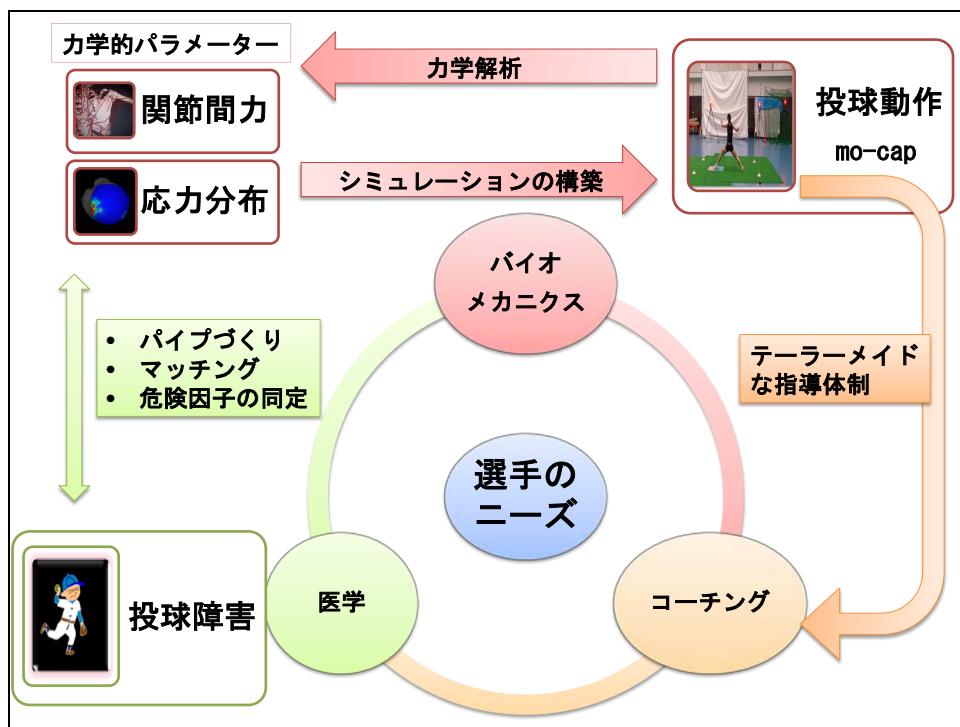 力学的パラメーター
関節間力
応力分布
力学解析
シミュレーションの構築
投球動作
mo-cap
バイオ
メカニクス
• パイプづくり
• マッチング
• 危険因子の同定
テーラーメイド
な指導体制
選手の
ニーズ
投球障害
医学
コーチング